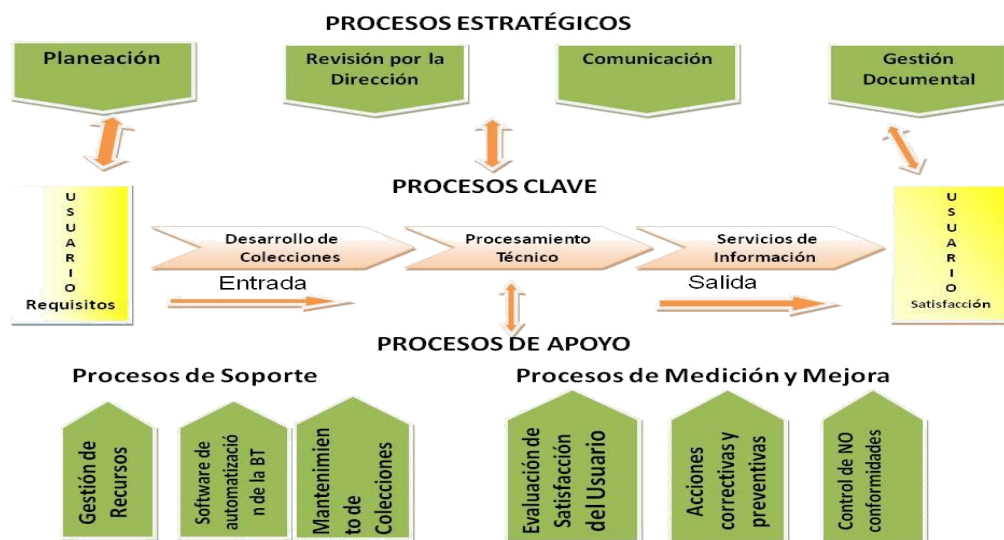 PROCESOS ESTRATÉGICOS
Planeación
Revisión por la
Dirección
Comunicación
Gestión
Documental
PROCESOS CLAVE
USUARIO
Requisitos
Desarrollo de
Colecciones
Procesamiento
Técnico
Servicios de
Información
USUARIO
Satisfacción
Entrada
Salida
PROCESOS DE APOYO
Procesos de Soporte
Procesos de Medición y Mejora
Gestión de
Recursos
Software de
automatizació
n de la BT
Mantenimien
to de
Colecciones
Evaluación de
Satisfacción
del Usuario
Acciones
correctivas y
preventivas
Control de NO
conformidades